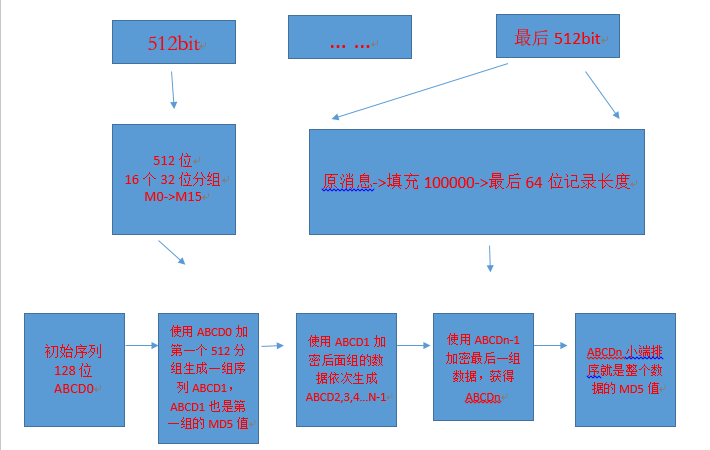 512bit
... ...
最后 512bit
512 位
16 个 32 位分组
M0->M15
原消息->填充 100000->最后 64 位记录长度
初始序列
128 位
ABCD0
使用 ABCD0 加
第一个 512 分
组生成一组序
列 ABCD1，
ABCD1 也是第
一组的 MD5 值
使用 ABCD1 加
密后面组的数
据依次生成
ABCD2,3,4...N-1
使用 ABCDn-1
加密最后一组
数据，获得
ABCDn
ABCDn 小端排
序就是整个数
据的 MD5 值